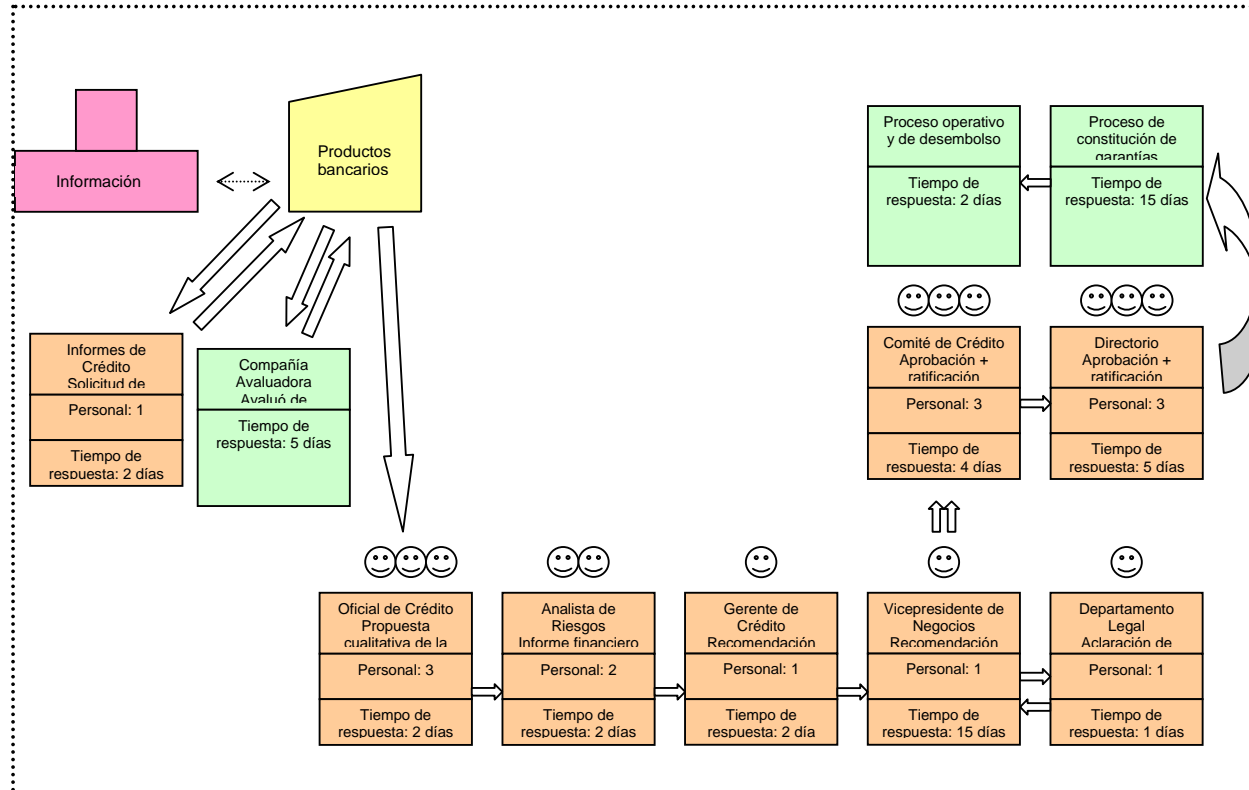 Información
Productos
bancarios
Informes de
Crédito
Solicitud de
Personal: 1
Tiempo de
respuesta: 2 días
Compañía
Avaluadora
Avaluó de
Tiempo de
respuesta: 5 días
Proceso operativo
y de desembolso
Tiempo de
respuesta: 2 días
Proceso de
constitución de
garantías
Tiempo de
respuesta: 15 días
Comité de Crédito
Aprobación +
ratificación
Personal: 3
Tiempo de
respuesta: 4 días
Directorio
Aprobación +
ratificación
Personal: 3
Tiempo de
respuesta: 5 días
Oficial de Crédito
Propuesta
cualitativa de la
Personal: 3
Tiempo de
respuesta: 2 días
Analista de
Riesgos
Informe financiero
Personal: 2
Tiempo de
respuesta: 2 días
Gerente de
Crédito
Recomendación
Personal: 1
Tiempo de
respuesta: 2 día
Vicepresidente de
Negocios
Recomendación
Personal: 1
Tiempo de
respuesta: 15 días
Departamento
Legal
Aclaración de
Personal: 1
Tiempo de
respuesta: 1 días